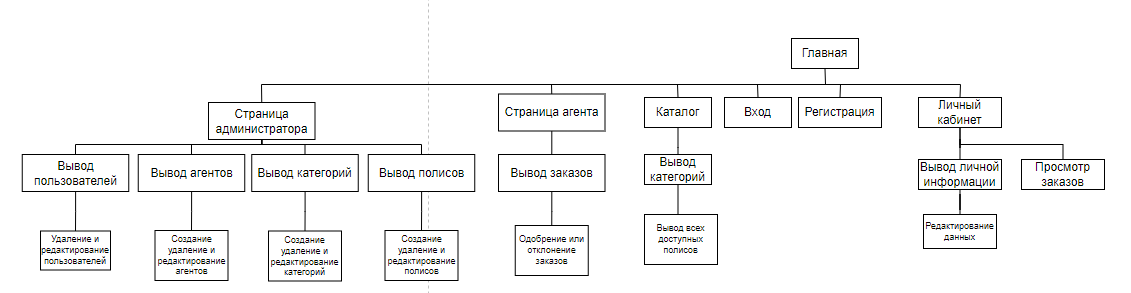 Главная
Страница
администратора
Страница агента
Каталог
Вход
Регистрация
Личный
кабинет
Вывод
пользователей
Вывод агентов
Вывод категорий
Вывод полисов
Вывод заказов
Вывод
категорий
Вывод личной
информации
Просмотр
заказов
Удаление и
редактирование
пользователей
Создание
удаление и
редактирование
агентов
Создание
удаление и
редактирование
категорий
Создание
удаление и
редактирование
полисов
Одобрение или
отклонение
заказов
Вывод всех
доступных
полисов
Редактирование
данных